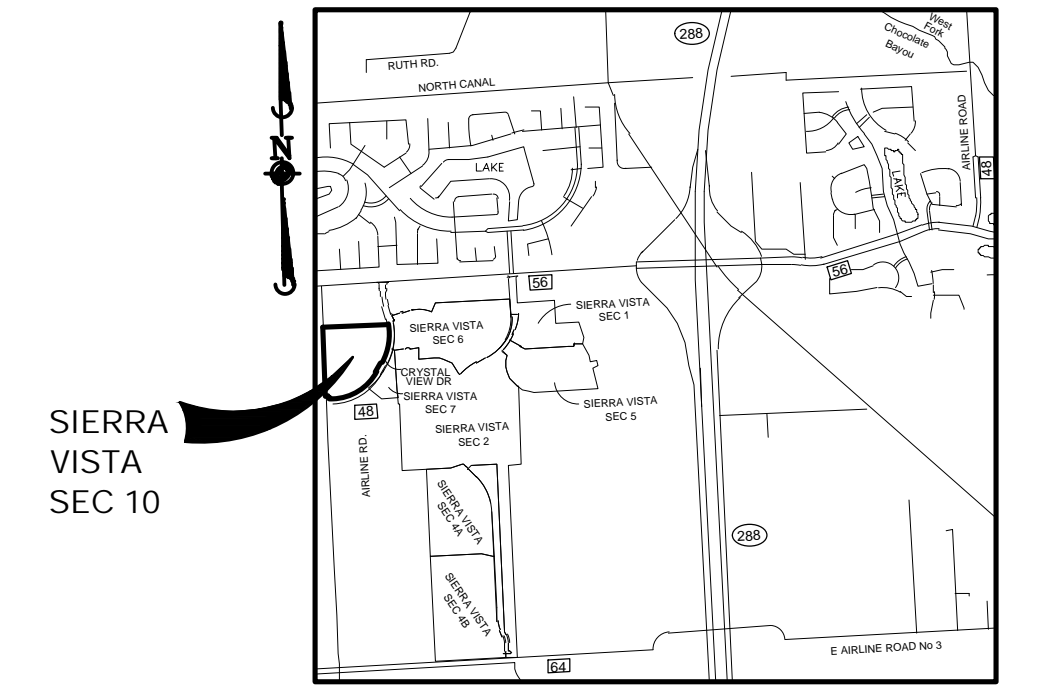 West
Fork
Chocolate
Bayou
288
RUTH RD.
NORTH CANAL
AIRLINE ROAD
48
N
LAKE
LAKE
56
56
SIERRA VISTA
SEC 1
SIERRA VISTA
SEC 6
CRYSTAL
VIEW DR
SIERRA VISTA
SEC 7
SIERRA VISTA
SEC 5
48
SIERRA
VISTA
SEC 10
SIERRA VISTA
SEC 2
AIRLINE RD.
SIERRA VISTA
SEC 4A
288
SIERRA VISTA
SEC 4B
E AIRLINE ROAD No 3
64